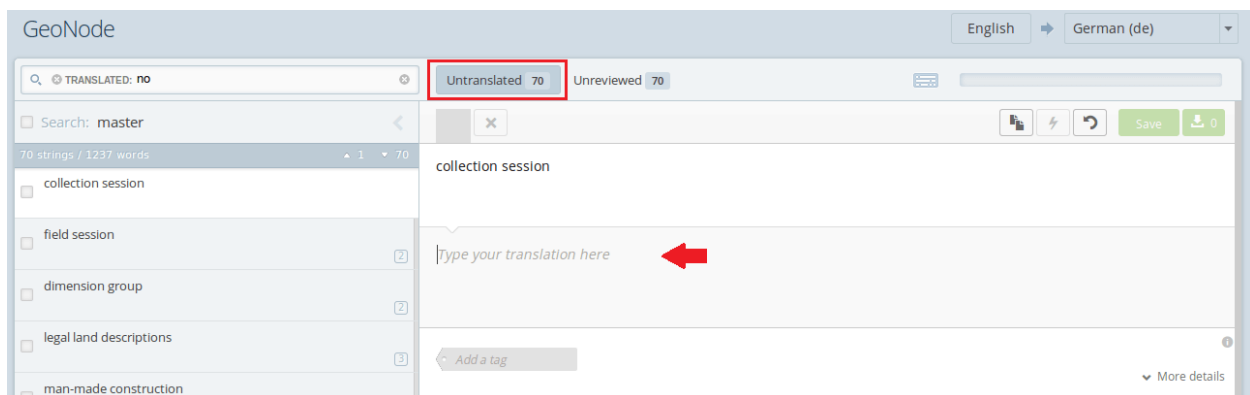 GeoNode
English
German (de)
TRANSLATED: no
Untranslated 70
Unreviewed 70
Search: master
Save
0
70 strings / 1237 words
1
70
collection session
collection session
field session
2
Type your translation here
dimension group
2
legal land descriptions
3
Add a tag
More details
man-made construction